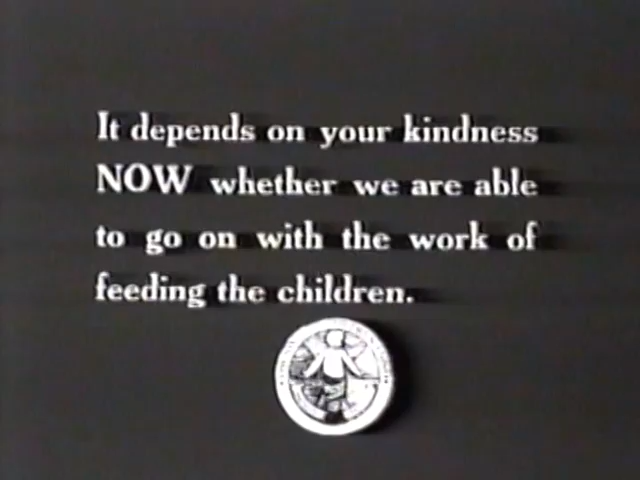 It depends on your kindness
NOW whether we are able
to go on with the work of
feeding the children.